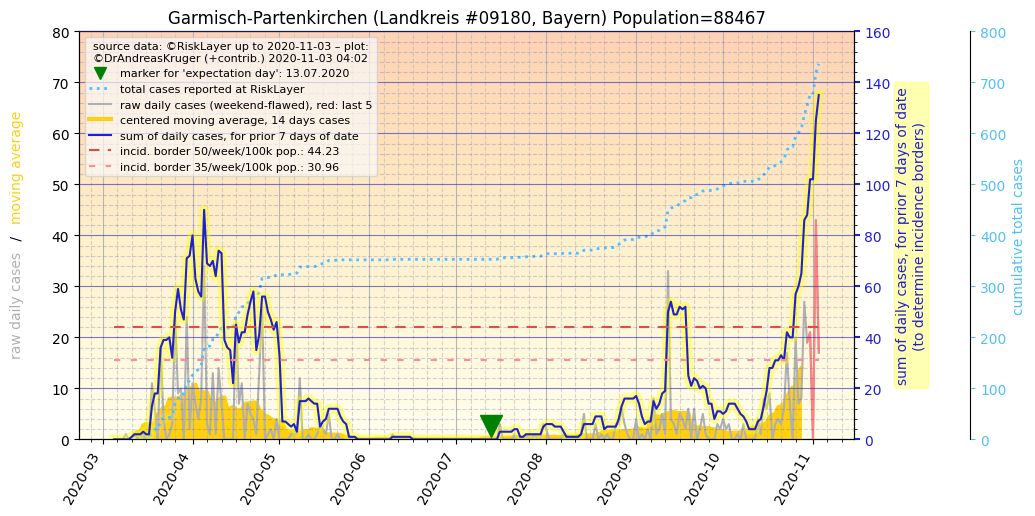 Garmisch-Partenkirchen (Landkreis #09180, Bayern) Population=88467
source data: ©RiskLayer up to 2020-11-03 – plot:
©DrAndreasKruger (+contrib.) 2020-11-03 04:02
marker for 'expectation day': 13.07.2020
total cases reported at RiskLayer
raw daily cases (weekend-flawed), red: last 5
centered moving average, 14 days cases
sum of daily cases, for prior 7 days of date
incid. border 50/week/100k pop.: 44.23
incid. border 35/week/100k pop.: 30.96
raw daily cases / moving average
80
70
60
50
40
30
20
10
0
160
140
120
100
80
60
40
20
0
sum of daily cases, for prior 7 days of date
(to determine incidence borders)
800
700
600
500
400
300
200
100
0
cumulative total cases
2020-03
2020-04
2020-05
2020-06
2020-07
2020-08
2020-09
2020-10
2020-11